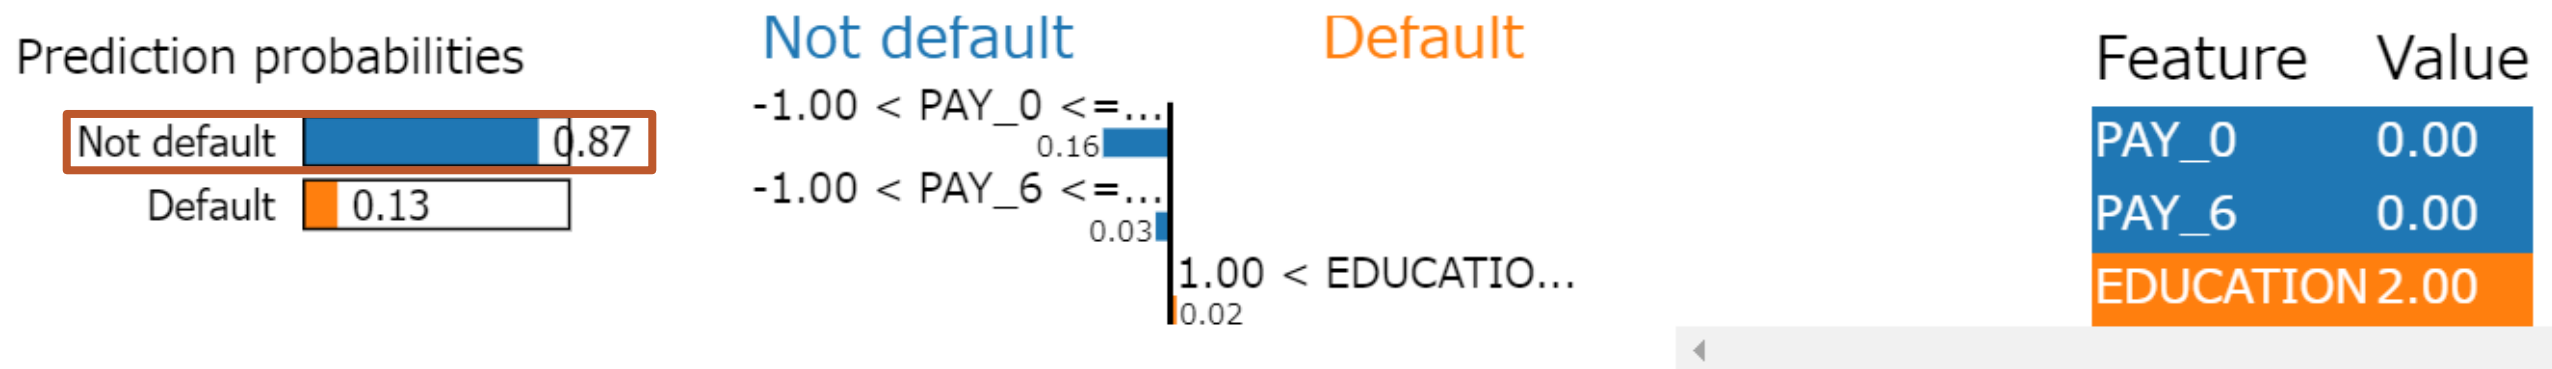 Prediction probabilities
Not default 0.87
Default 0.13
Not default Default
-1.00 < PAY_0 <=...
0.16
-1.00 < PAY_6 <=...
0.03
1.00 < EDUCATIO...
0.02
Feature Value
PAY_0 0.00
PAY_6 0.00
EDUCATION 2.00